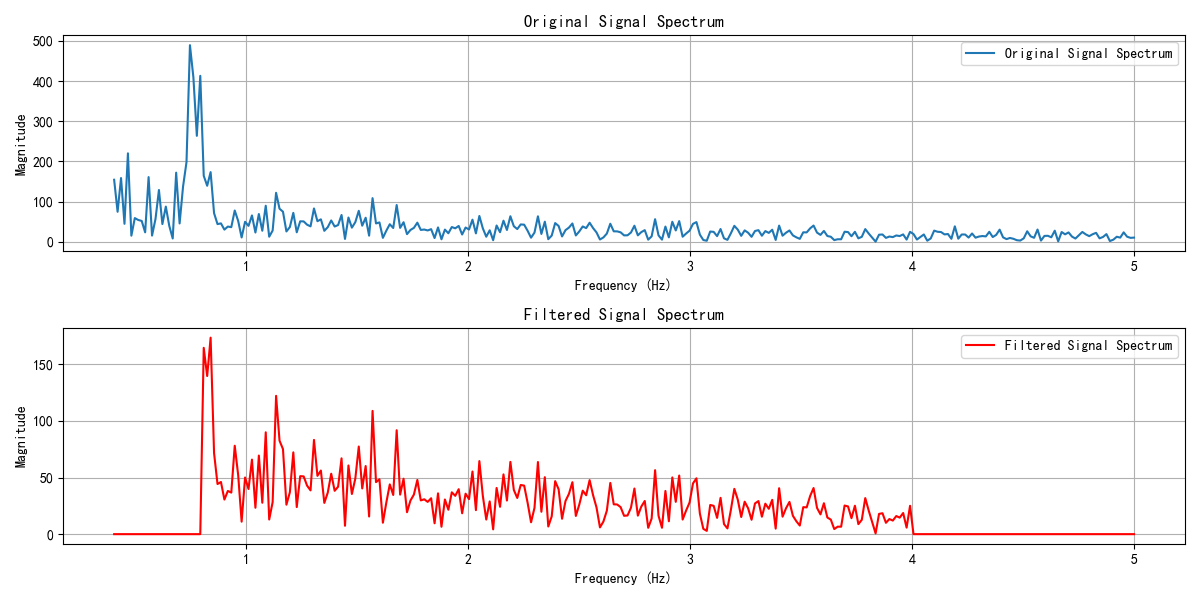 Original Signal Spectrum
500
400
300
200
100
0
Magnitude
Original Signal Spectrum
1 2 3 4 5
Frequency (Hz)
Filtered Signal Spectrum
150
100
50
0
Magnitude
Filtered Signal Spectrum
1 2 3 4 5
Frequency (Hz)